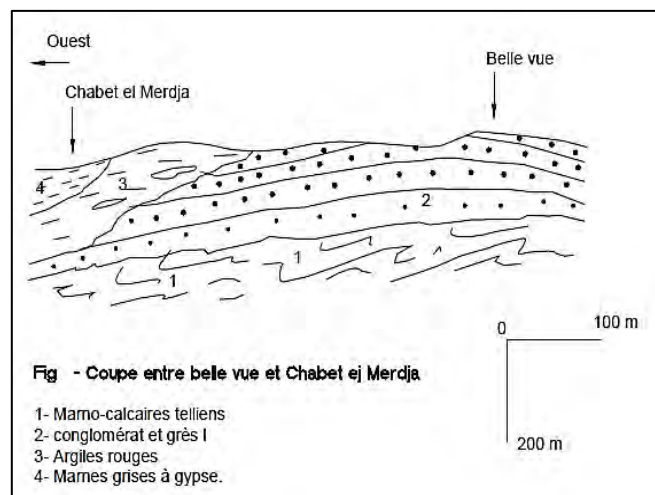 Ouest
Belle vue
Chabet el Merdja
4
3
2
1
1
0
100 m
200 m
Fig - Coupe entre belle vue et Chabet ej Merdja
1- Marno-calcaires telliens
2- conglomérat et grès I
3- Argiles rouges
4- Marnes grises à gypse.